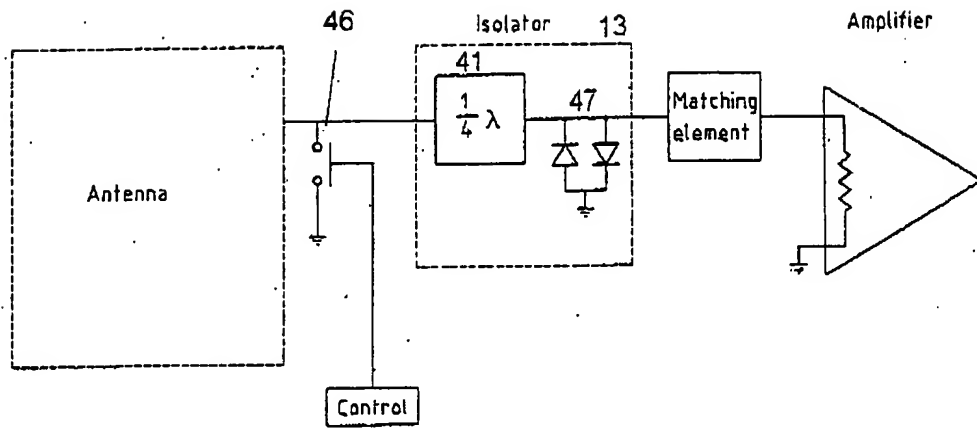 46
Isolator
13
Amplifier
41
1/4 λ
47
Matching
element
Antenna
Control